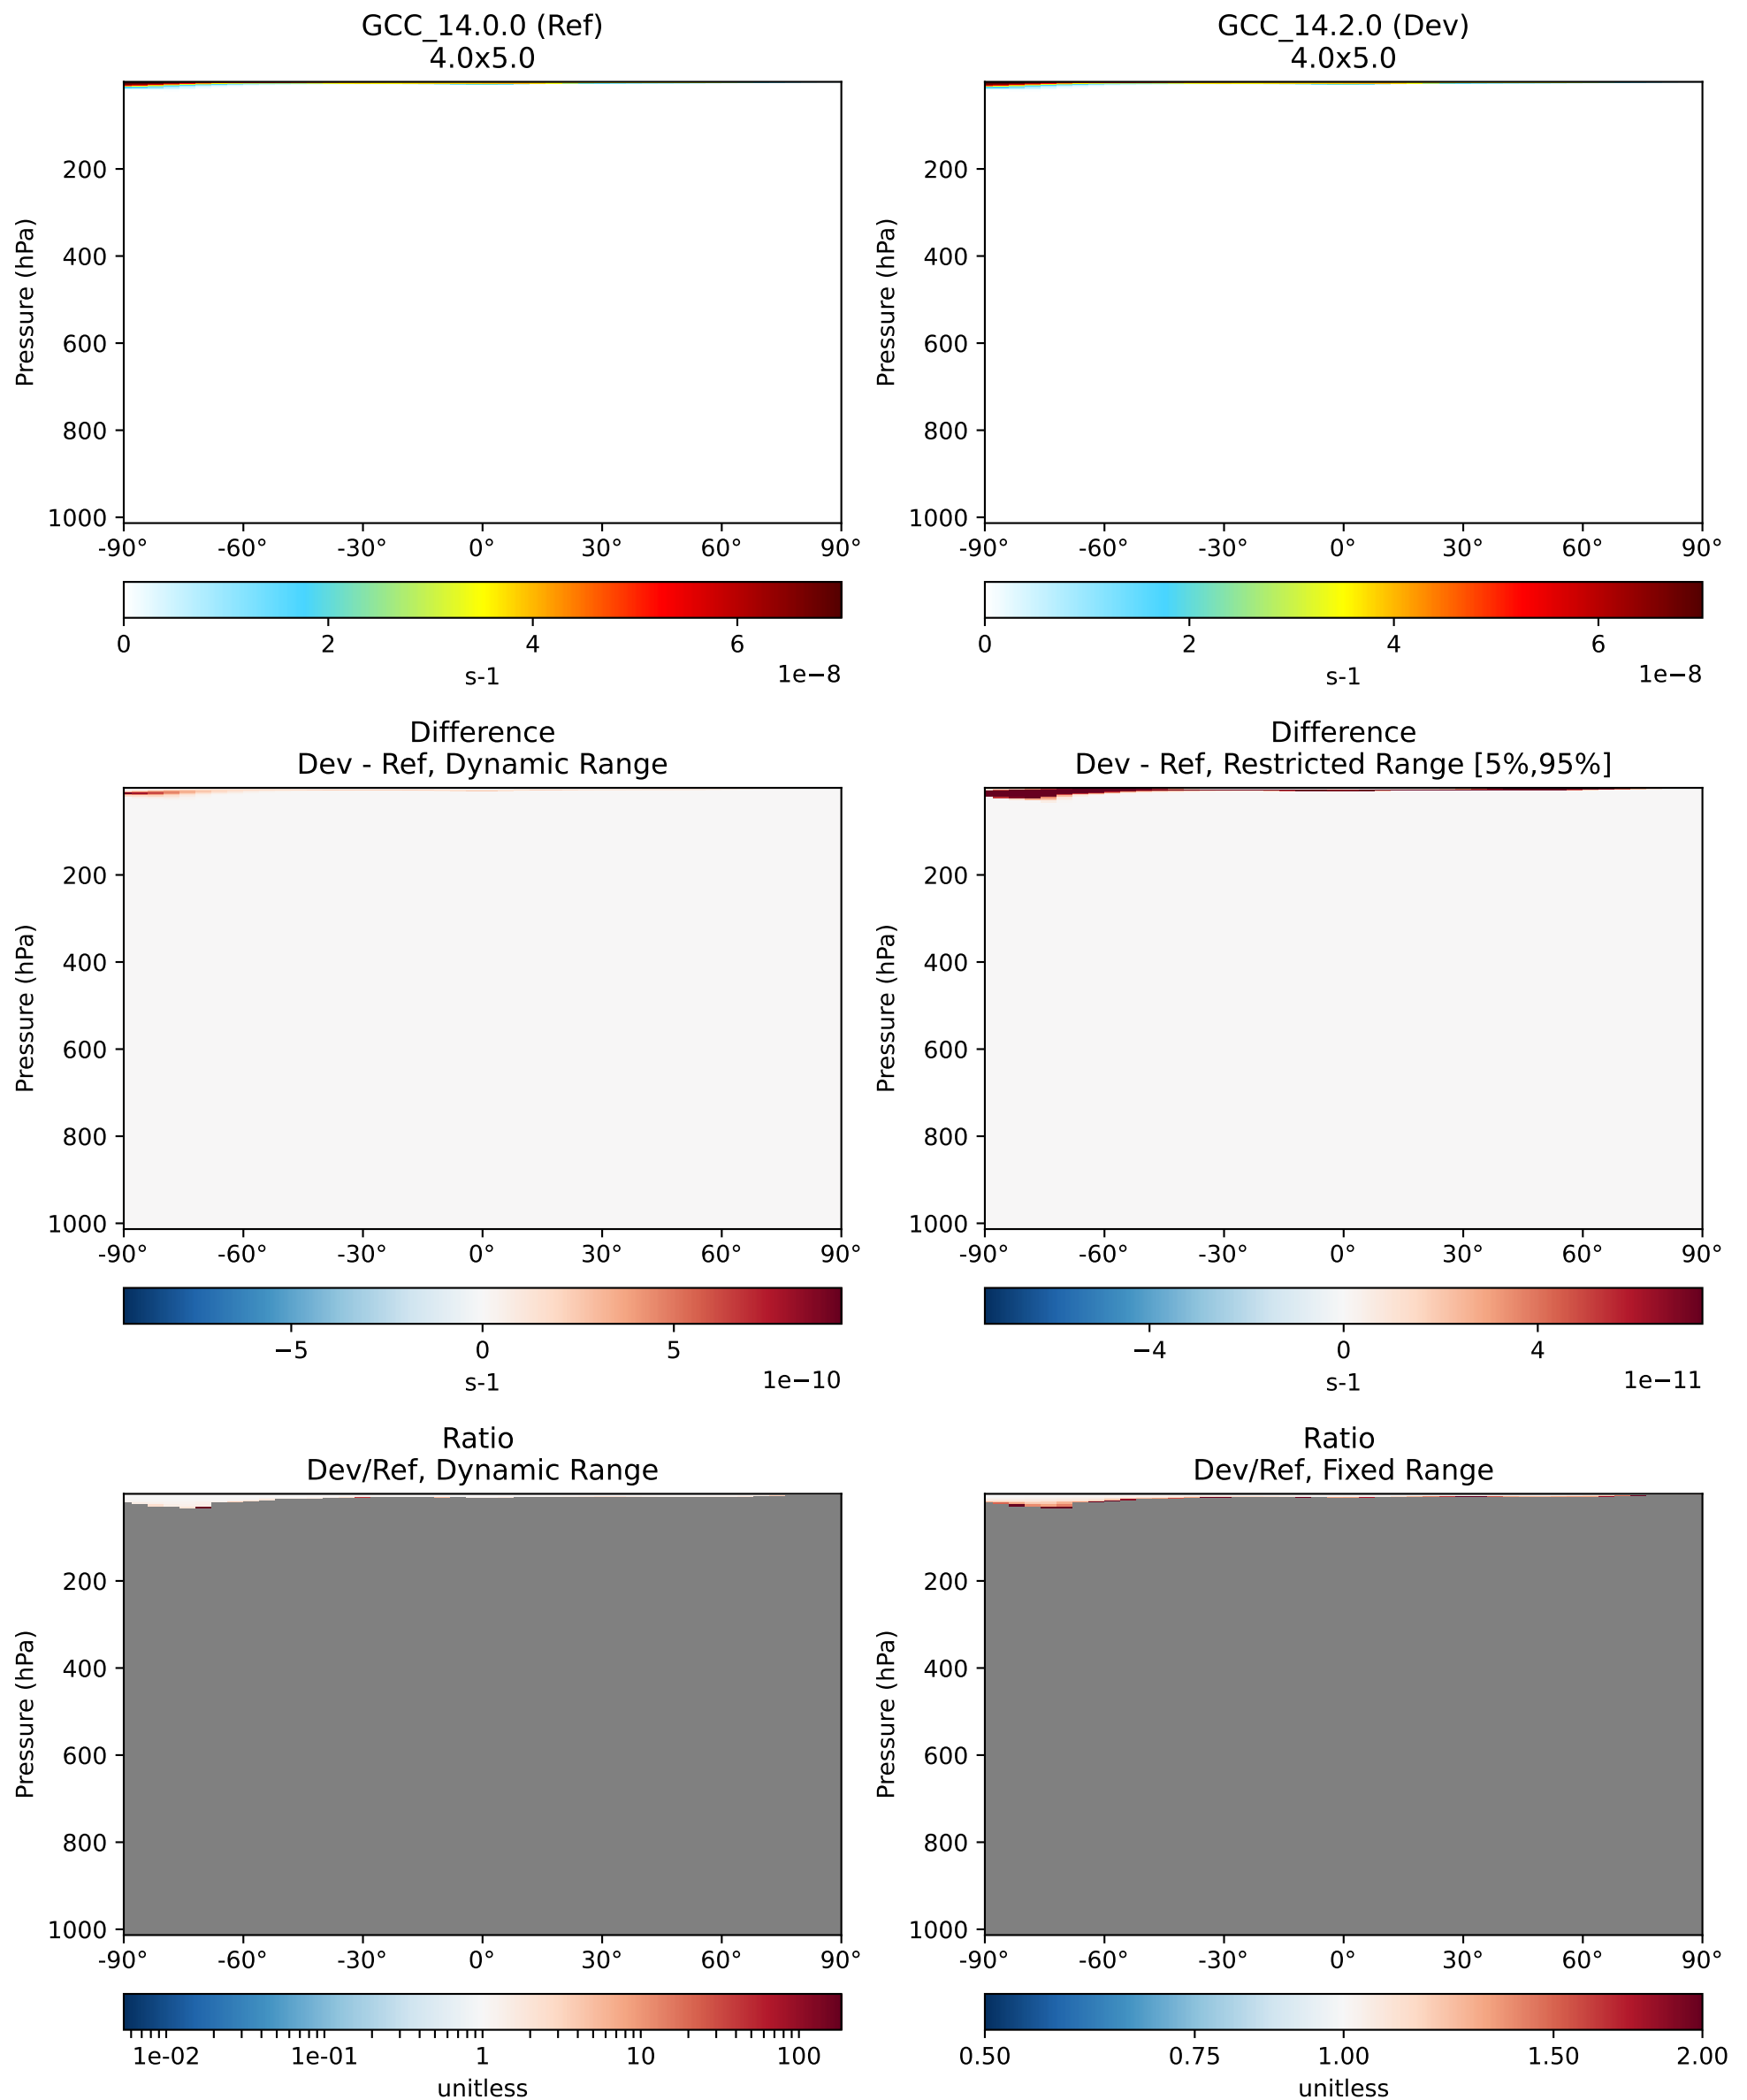 GCC_14.0.0 (Ref)
4.0x5.0
Pressure (hPa)
200
400
600
800
1000
-90° -60° -30° 0° 30° 60° 90°
0 2 4 6
s-1
1e−8
GCC_14.2.0 (Dev)
4.0x5.0
Pressure (hPa)
200
400
600
800
1000
-90° -60° -30° 0° 30° 60° 90°
0 2 4 6
s-1
1e−8
Difference
Dev - Ref, Dynamic Range
Pressure (hPa)
200
400
600
800
1000
-90° -60° -30° 0° 30° 60° 90°
−5 0 5
s-1
1e−10
Difference
Dev - Ref, Restricted Range [5%,95%]
Pressure (hPa)
200
400
600
800
1000
-90° -60° -30° 0° 30° 60° 90°
−4 0 4
s-1
1e−11
Ratio
Dev/Ref, Dynamic Range
Pressure (hPa)
200
400
600
800
1000
-90° -60° -30° 0° 30° 60° 90°
1e-02 1e-01 1 10 100
unitless
Ratio
Dev/Ref, Fixed Range
Pressure (hPa)
200
400
600
800
1000
-90° -60° -30° 0° 30° 60° 90°
0.50 0.75 1.00 1.50 2.00
unitless